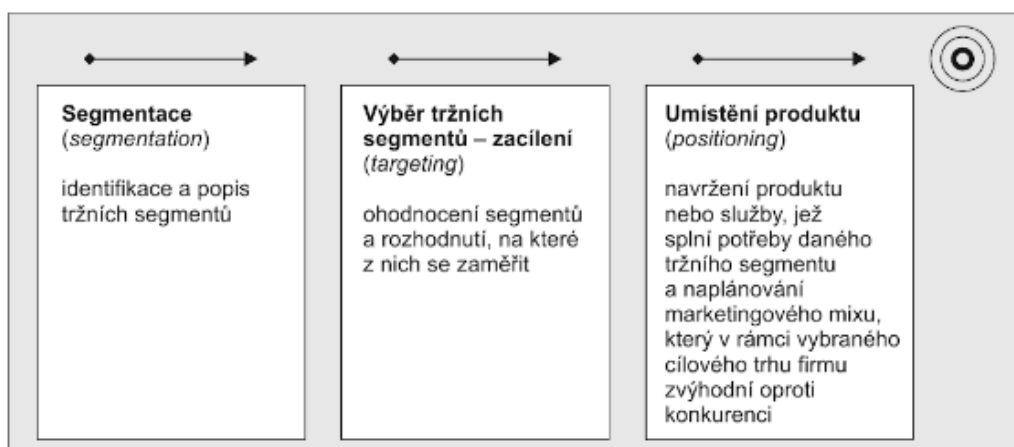 Segmentace
(segmentation)
identifikace a popis
tržních segmentů
Výběr tržních
segmentů – zacílení
(targeting)
ohodnocení segmentů
a rozhodnutí, na které
z nich se zaměřit
Umístění produktu
(positioning)
navržení produktu
nebo služby, jež
splní potřeby daného
tržního segmentu
a naplánování
marketingového mixu,
který v rámci vybraného
cílového trhu firmu
zvýhodní oproti
konkurenci